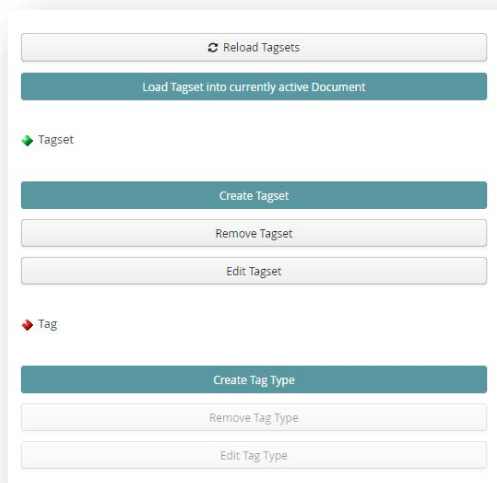 Reload Tagsets
Load Tagset into currently active Document
Tagset
Create Tagset
Remove Tagset
Edit Tagset
Tag
Create Tag Type
Remove Tag Type
Edit Tag Type